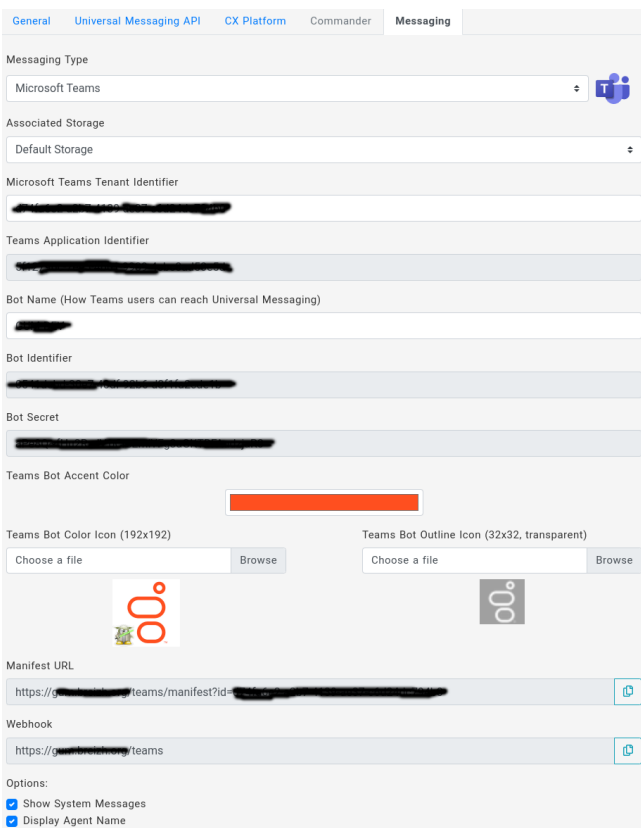 General Universal Messaging API CX Platform Commander Messaging
Messaging Type
Microsoft Teams
Associated Storage
Default Storage
Microsoft Teams Tenant Identifier
Teams Application Identifier
Bot Name (How Teams users can reach Universal Messaging)
Bot Identifier
Bot Secret
Teams Bot Accent Color
Teams Bot Color Icon (192x192) Teams Bot Outline Icon (32x32, transparent)
Choose a file Browse Choose a file Browse
Manifest URL
https:// /teams/manifest?id=
Webhook
https:// /teams
Options:
Show System Messages
Display Agent Name